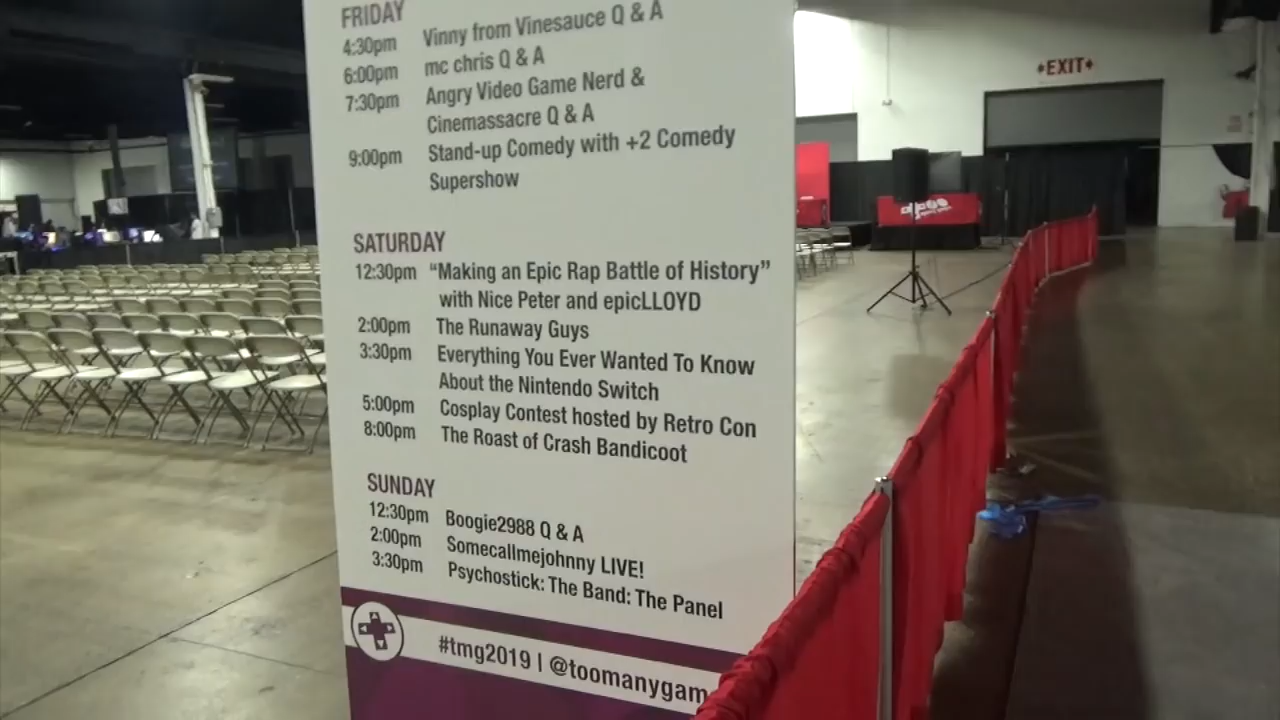 FRIDAY
4:30pm Vinny from Vinesauce Q & A
6:00pm mc chris Q & A
7:30pm Angry Video Game Nerd &
Cinemassacre Q & A
9:00pm Stand-up Comedy with +2 Comedy
Supershow
SATURDAY
12:30pm “Making an Epic Rap Battle of History”
with Nice Peter and epicLLOYD
2:00pm The Runaway Guys
3:30pm Everything You Ever Wanted To Know
About the Nintendo Switch
5:00pm Cosplay Contest hosted by Retro Con
8:00pm The Roast of Crash Bandicoot
SUNDAY
12:30pm Boogie2988 Q & A
2:00pm Somecallmejohnny LIVE!
3:30pm Psychostick: The Band: The Panel
#tmg2019 | @toomanygam
EXIT